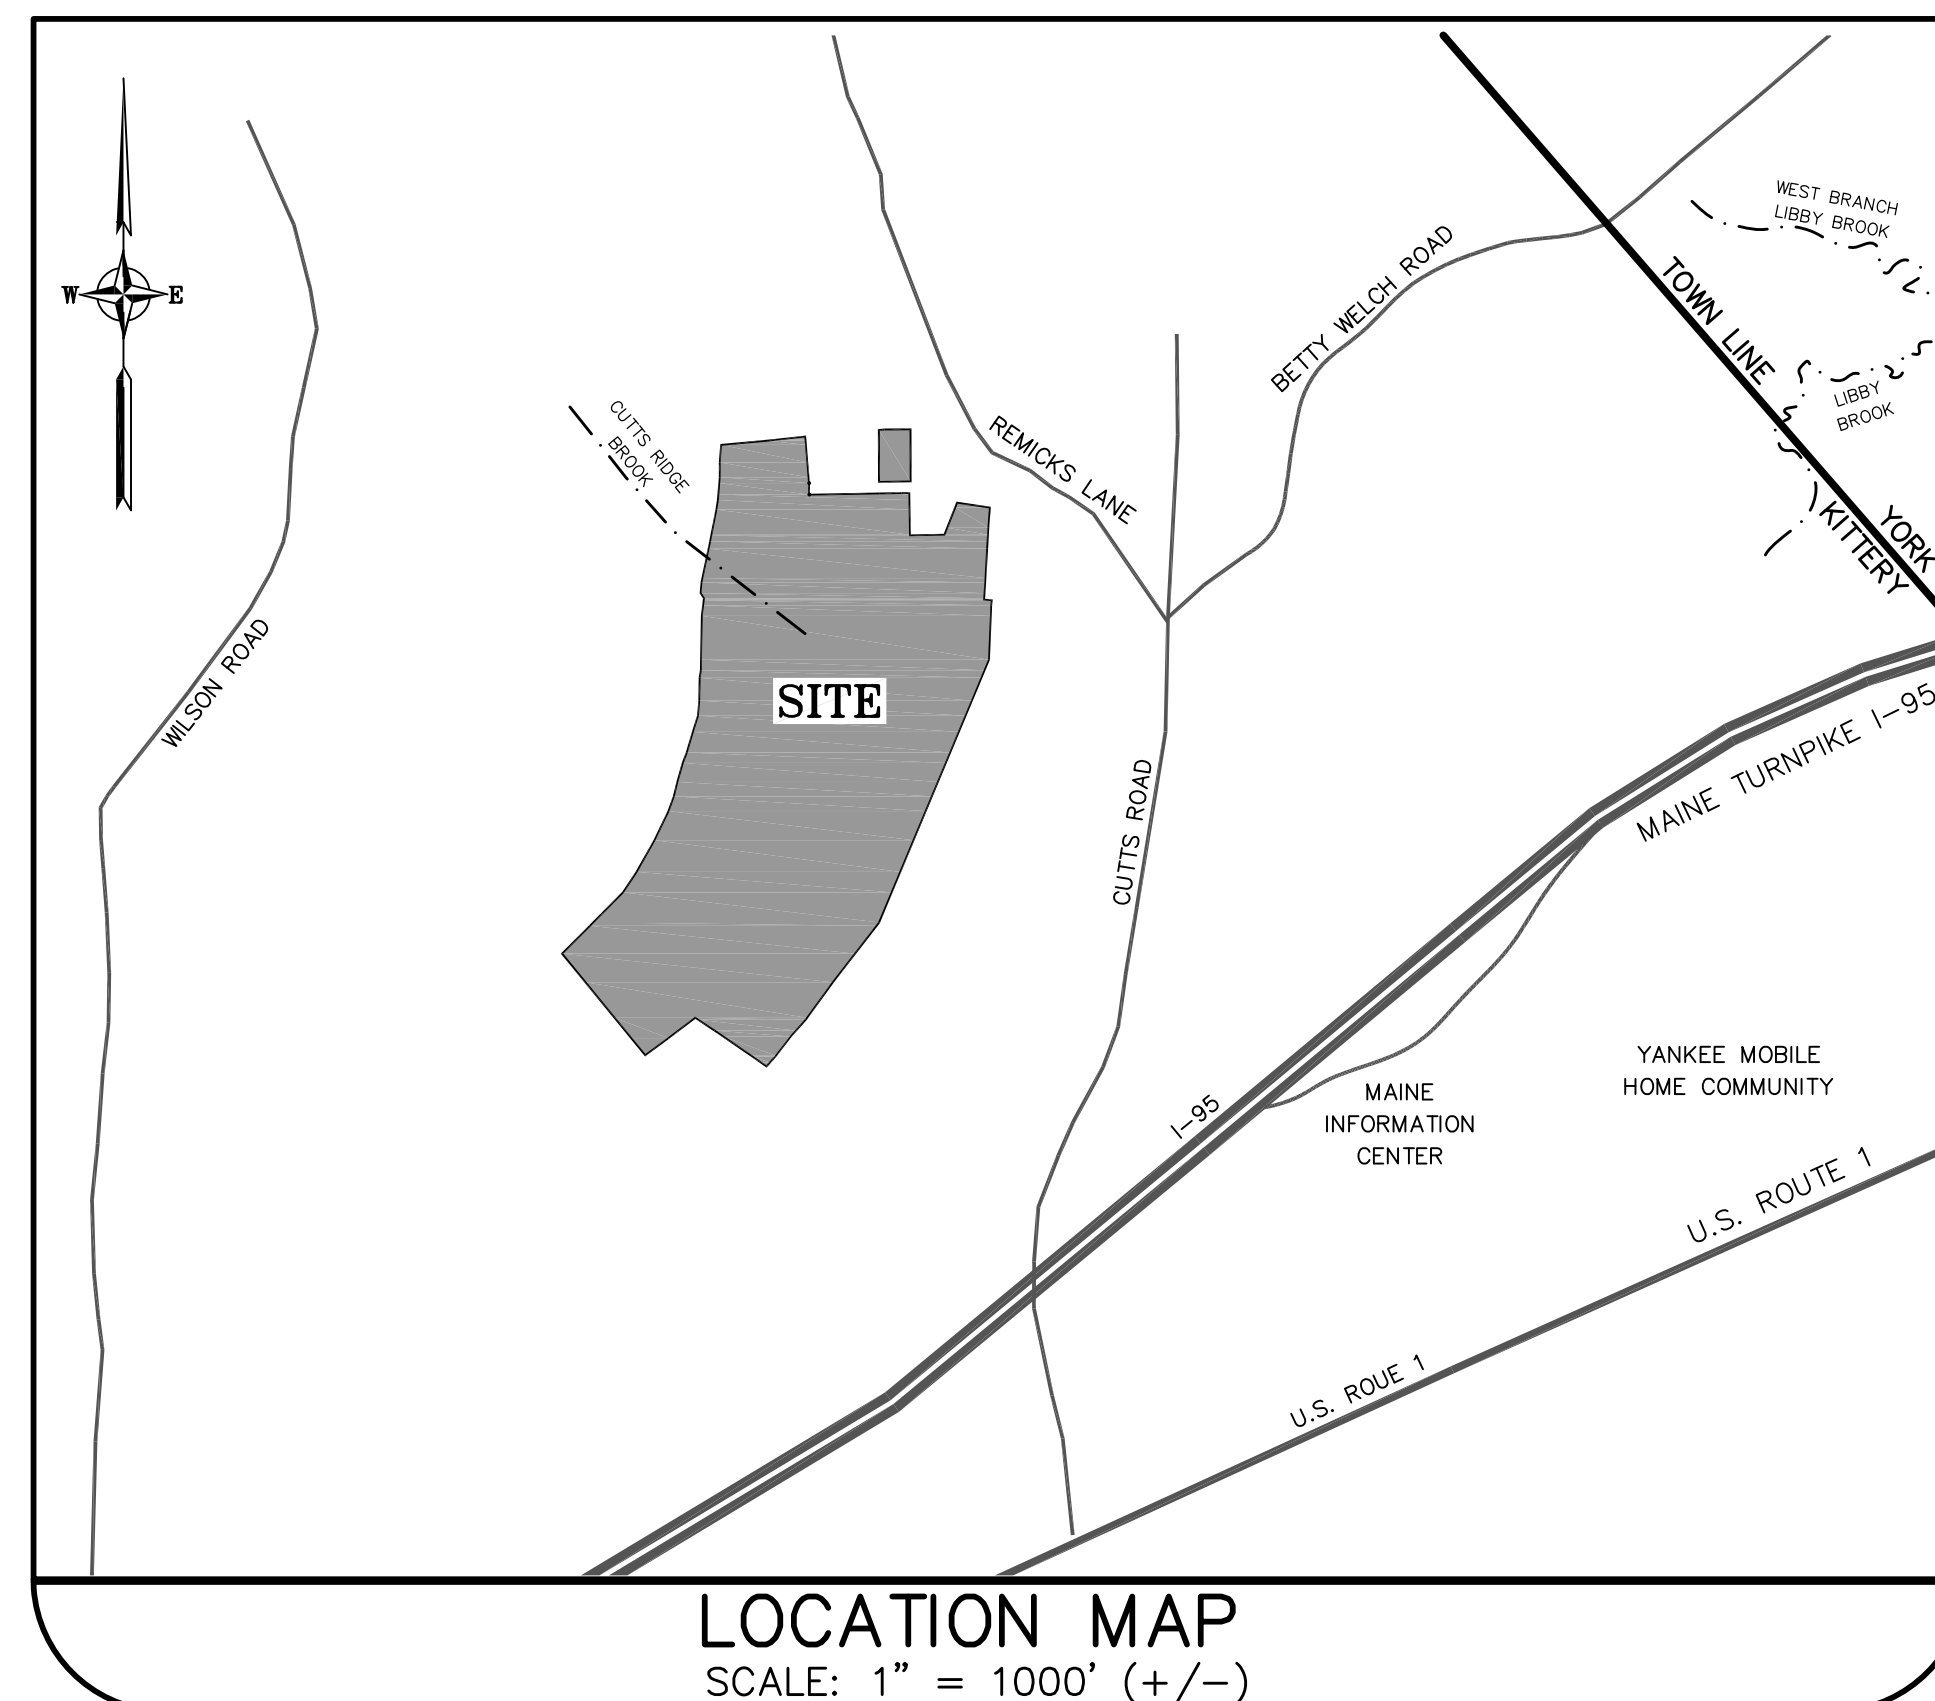 WEST BRANCH
LIBBY BROOK
BETTY WELCH ROAD
TOWN LINE
W E
LIBBY
BROOK
CUTTS RIDGE
BROOK
REMICKS LANE
YORK
KITTERY
WILSON ROAD
SITE
MAINE TURNPIKE I-95
CUTTS ROAD
YANKEE MOBILE
HOME COMMUNITY
I-95
MAINE
INFORMATION
CENTER
U.S. ROUTE 1
U.S. ROUE 1
LOCATION MAP
SCALE: 1" = 1000' (+/-)